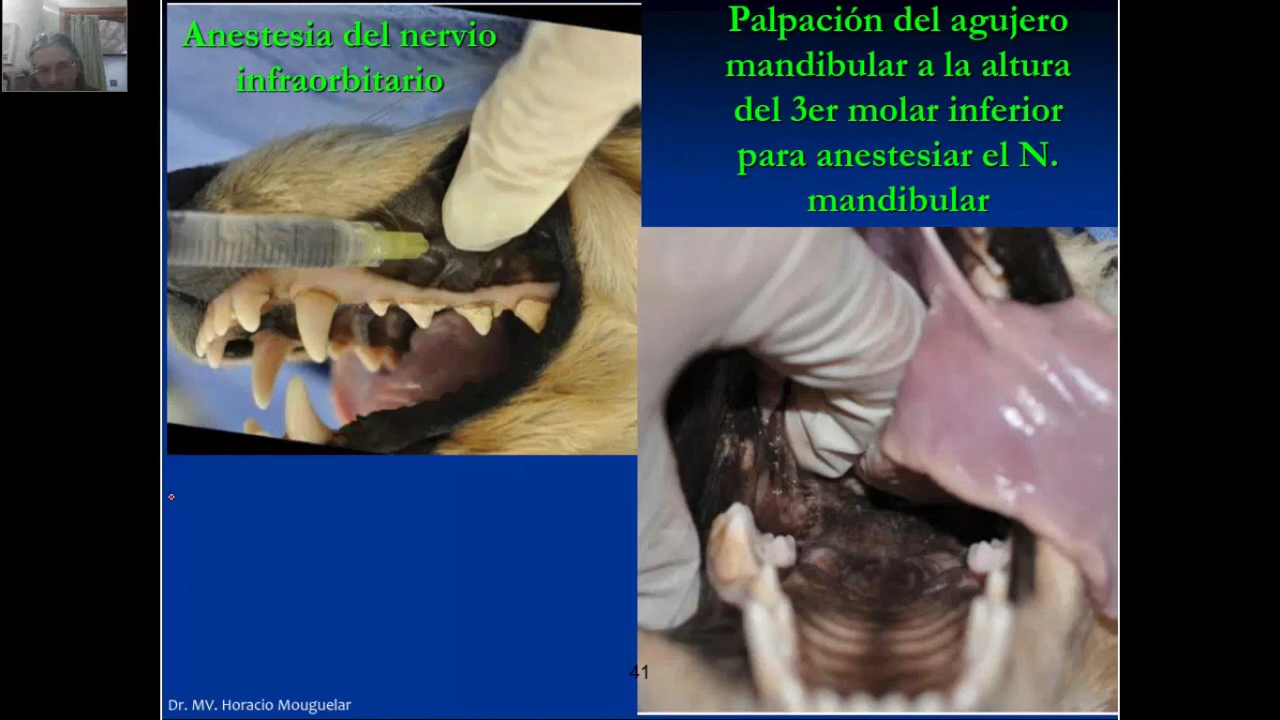 Anestesia del nervio
infraorbitario
Palpación del agujero
mandibular a la altura
del 3er molar inferior
para anestesiar el N.
mandibular
41
Dr. MV. Horacio Mouguelar